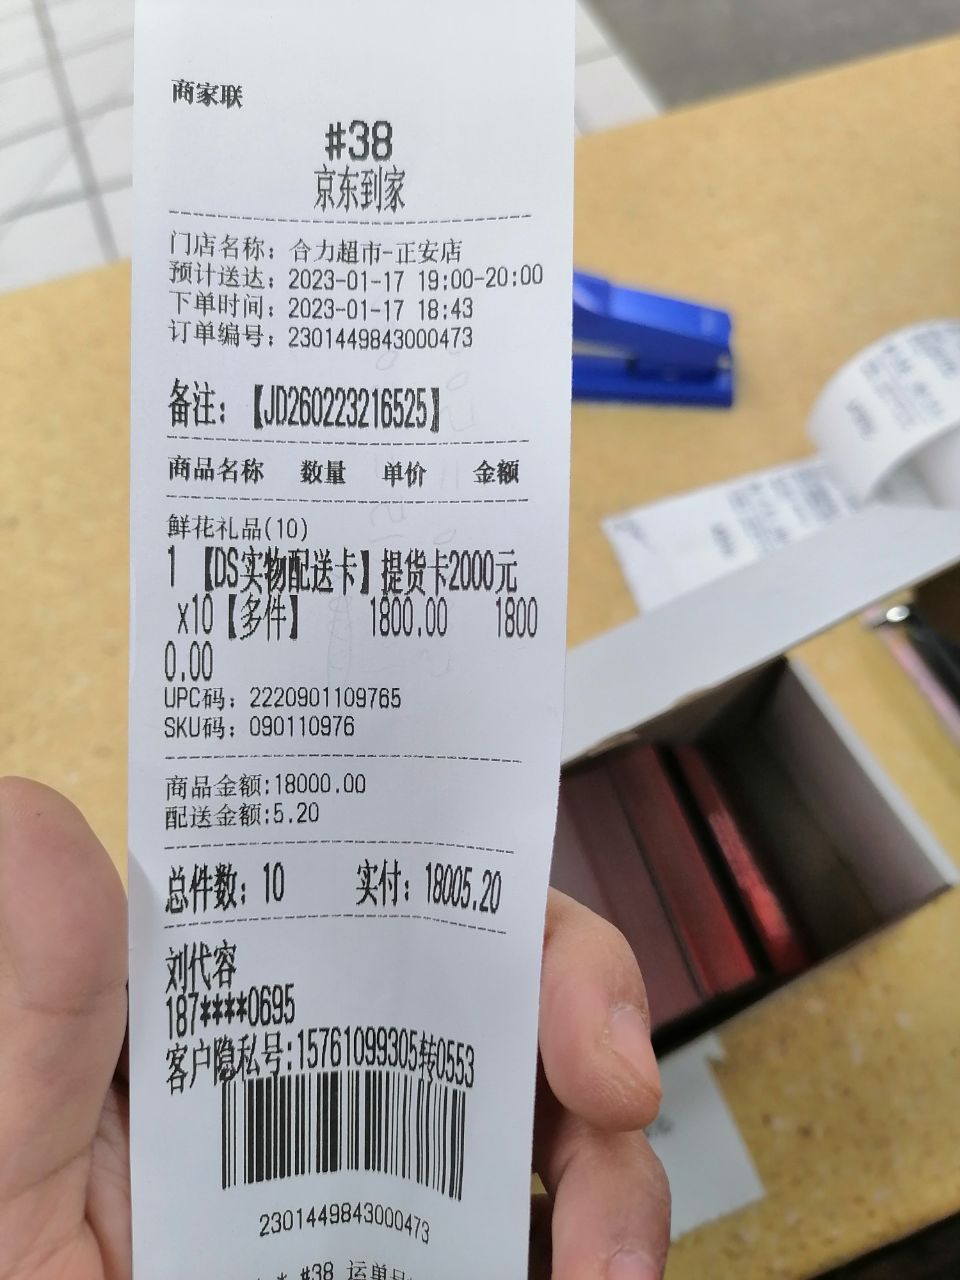 商家联
#38
京东到家
门店名称：合力超市-正安店
预计送达：2023-01-17 19:00-20:00
下单时间：2023-01-17 18:43
订单编号：2301449843000473
备注：【JD260223216525】
商品名称 数量 单价 金额
鲜花礼品(10)
1 【DS实物配送卡】提货卡2000元
x10【多件】 1800.00 1800
0.00
UPC码：2220901109765
SKU码：090110976
商品金额:18000.00
配送金额:5.20
总件数：10 实付：18005.20
刘代容
187****0695
客户隐私号:15761099305转0553
2301449843000473
#38 运单号